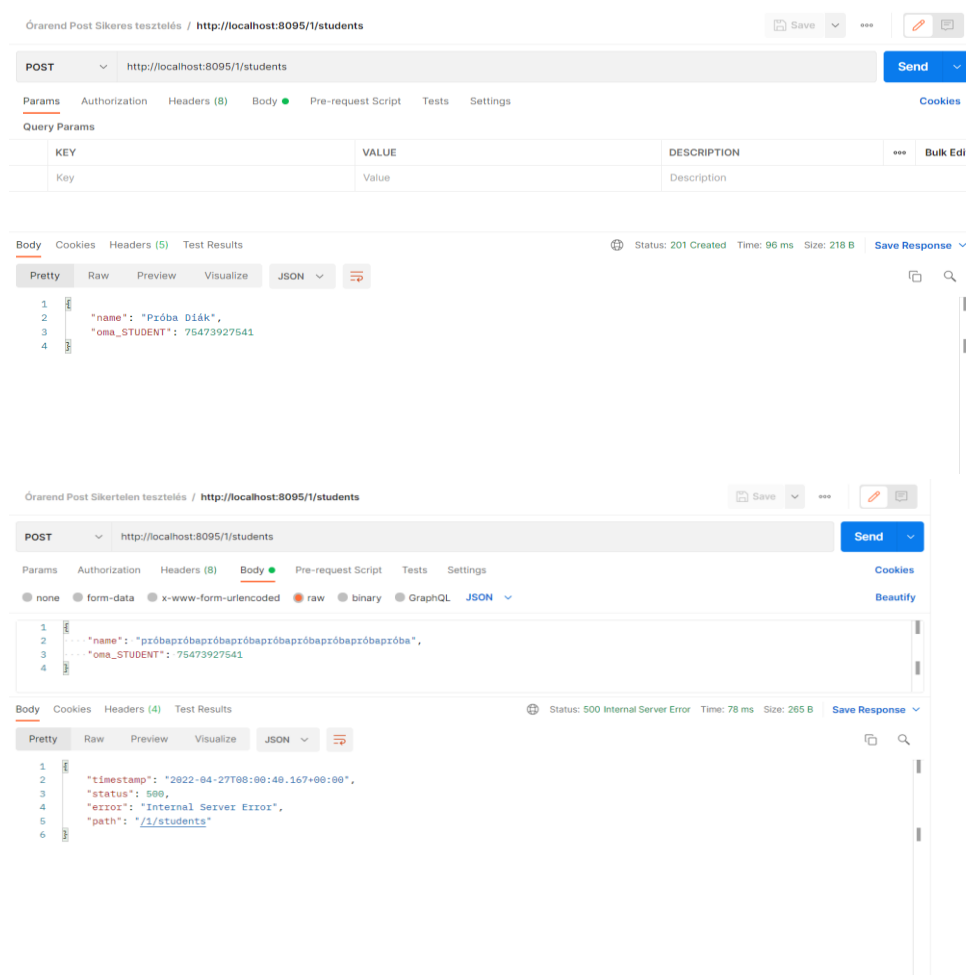 Órarend Post Sikeres tesztelés / http://localhost:8095/1/students
Save
POST http://localhost:8095/1/students Send
Params Authorization Headers (8) Body Pre-request Script Tests Settings Cookies
Query Params
KEY VALUE DESCRIPTION Bulk Edi
Key Value Description
Body Cookies Headers (5) Test Results Status: 201 Created Time: 96 ms Size: 218 B Save Response
Pretty Raw Preview Visualize JSON
1 {
2 "name": "Próba Diák",
3 "oma_STUDENT": 75473927541
4 }
Órarend Post Sikertelen tesztelés / http://localhost:8095/1/students
Save
POST http://localhost:8095/1/students Send
Params Authorization Headers (8) Body Pre-request Script Tests Settings Cookies
none form-data x-www-form-urlencoded raw binary GraphQL JSON Beautify
1 {
2 "name": "próbapróbapróbapróbapróbapróbapróbapróbapróba",
3 "oma_STUDENT": 75473927541
4 }
Body Cookies Headers (4) Test Results Status: 500 Internal Server Error Time: 78 ms Size: 265 B Save Response
Pretty Raw Preview Visualize JSON
1 {
2 "timestamp": "2022-04-27T08:00:40.167+00:00",
3 "status": 500,
4 "error": "Internal Server Error",
5 "path": "/1/students"
6 }